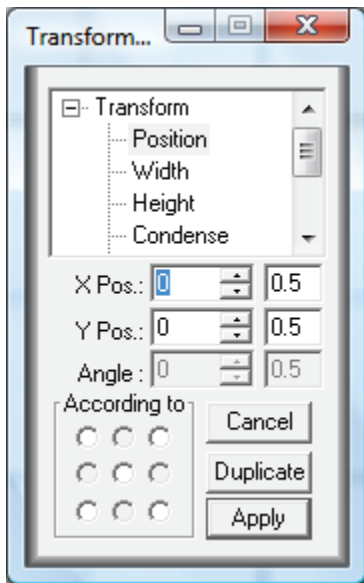 Transform...
Transform
Position
Width
Height
Condense
X Pos.: 0 0.5
Y Pos.: 0 0.5
Angle : 0 0.5
According to
Cancel
Duplicate
Apply